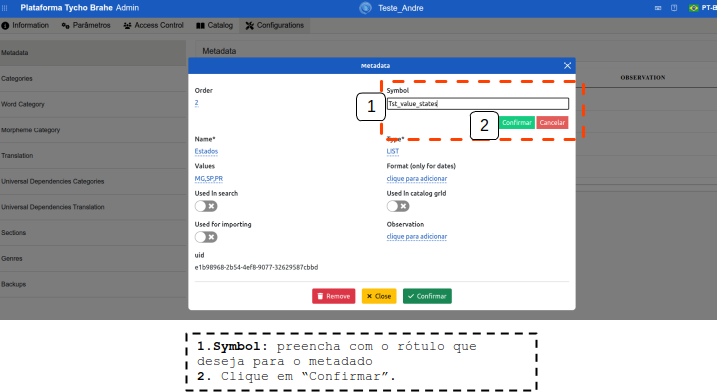 Plataforma Tycho Brahe Admin
Teste_Andre
PT-B
Information
Parâmetros
Access Control
Catalog
Configurations
Metadata
Metadata
Categories
OBSERVATION
Word Category
Morpheme Category
Translation
Universal Dependencies Categories
Universal Dependencies Translation
Sections
Genres
Backups
Metadata
Order
Symbol
2
Tst_value_states
1
2
Confirmar
Cancelar
Name*
Type*
Estados
LIST
Values
Format (only for dates)
MG,SP,PR
clique para adicionar
Used in search
Used in catalog grid
Used for importing
Observation
clique para adicionar
uid
e1b98968-2b54-4ef8-9077-32629587cbbd
Remove
Close
Confirmar
1.Symbol: preencha com o rótulo que
deseja para o metadado
2. Clique em “Confirmar”.